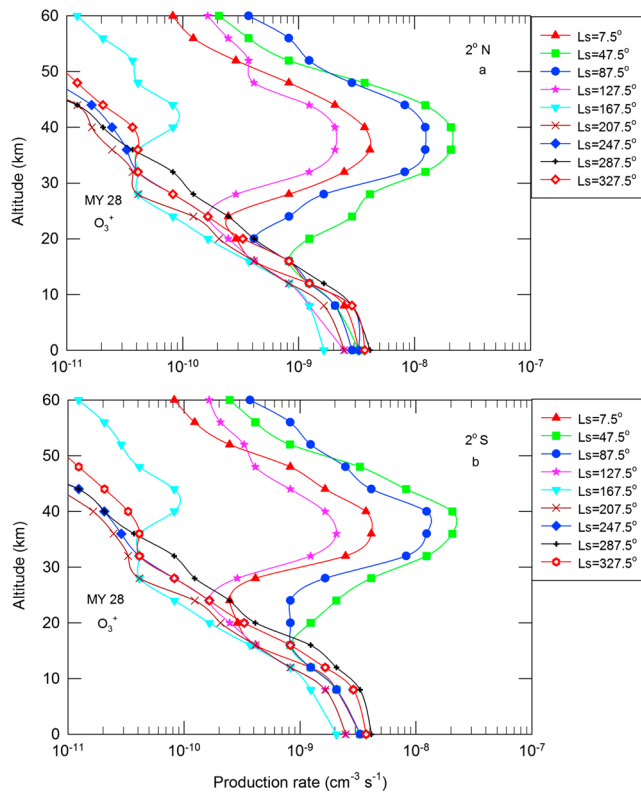 60
50
40
30
20
10
0
Altitude (km)
2° N
a
MY 28
O₃⁺
10⁻¹¹ 10⁻¹⁰ 10⁻⁹ 10⁻⁸ 10⁻⁷
Ls=7.5°
Ls=47.5°
Ls=87.5°
Ls=127.5°
Ls=167.5°
Ls=207.5°
Ls=247.5°
Ls=287.5°
Ls=327.5°
60
50
40
30
20
10
0
Altitude (km)
2° S
b
MY 28
O₃⁺
10⁻¹¹ 10⁻¹⁰ 10⁻⁹ 10⁻⁸ 10⁻⁷
Production rate (cm⁻³ s⁻¹)
Ls=7.5°
Ls=47.5°
Ls=87.5°
Ls=127.5°
Ls=167.5°
Ls=207.5°
Ls=247.5°
Ls=287.5°
Ls=327.5°